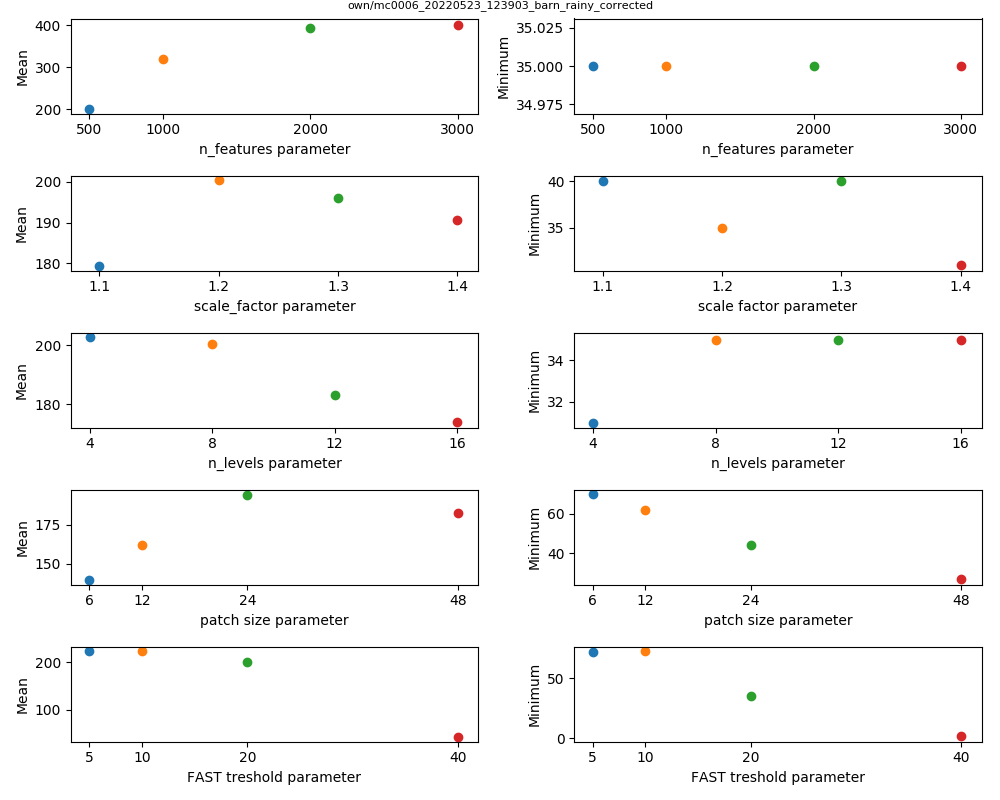 own/mc0006_20220523_123903_barn_rainy_corrected
400
300
200
Mean
500 1000 2000 3000
n_features parameter
35.025
35.000
34.975
Minimum
500 1000 2000 3000
n_features parameter
200
190
180
Mean
1.1 1.2 1.3 1.4
scale_factor parameter
40
35
Minimum
1.1 1.2 1.3 1.4
scale factor parameter
200
180
Mean
4 8 12 16
n_levels parameter
34
32
Minimum
4 8 12 16
n_levels parameter
175
150
Mean
6 12 24 48
patch size parameter
60
40
Minimum
6 12 24 48
patch size parameter
200
100
Mean
5 10 20 40
FAST treshold parameter
50
0
Minimum
5 10 20 40
FAST treshold parameter